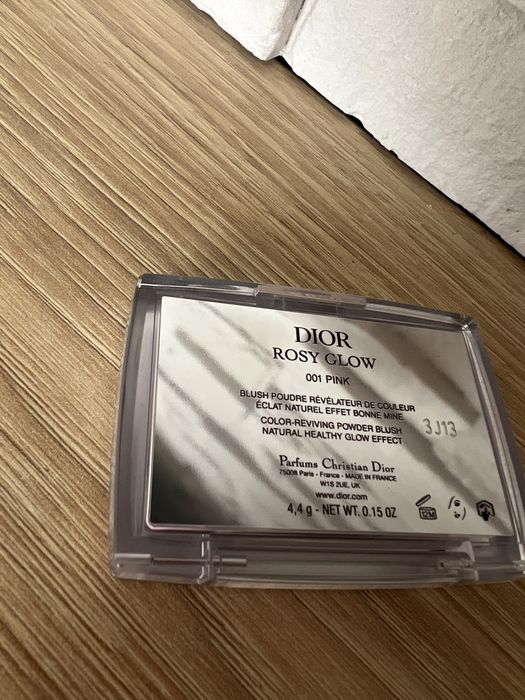 DIOR
ROSY GLOW
001 PINK
BLUSH POUDRE RÉVÉLATEUR DE COULEUR
ÉCLAT NATUREL EFFET BONNE MINE
COLOR-REVIVING POWDER BLUSH
NATURAL HEALTHY GLOW EFFECT
3J13
Parfums Christian Dior
75008 Paris - France - MADE IN FRANCE
W1S 2UE, UK
www.dior.com
4,4 g - NET WT. 0.15 OZ
12M